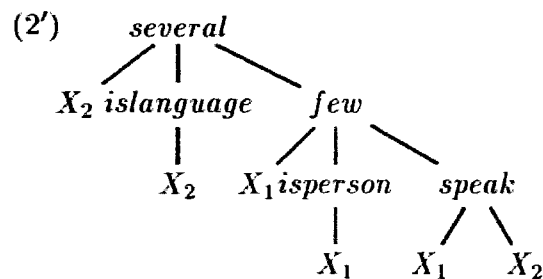 (2′) several
X₂ islanguage few
X₂ X₁ isperson speak
X₁ X₁ X₂